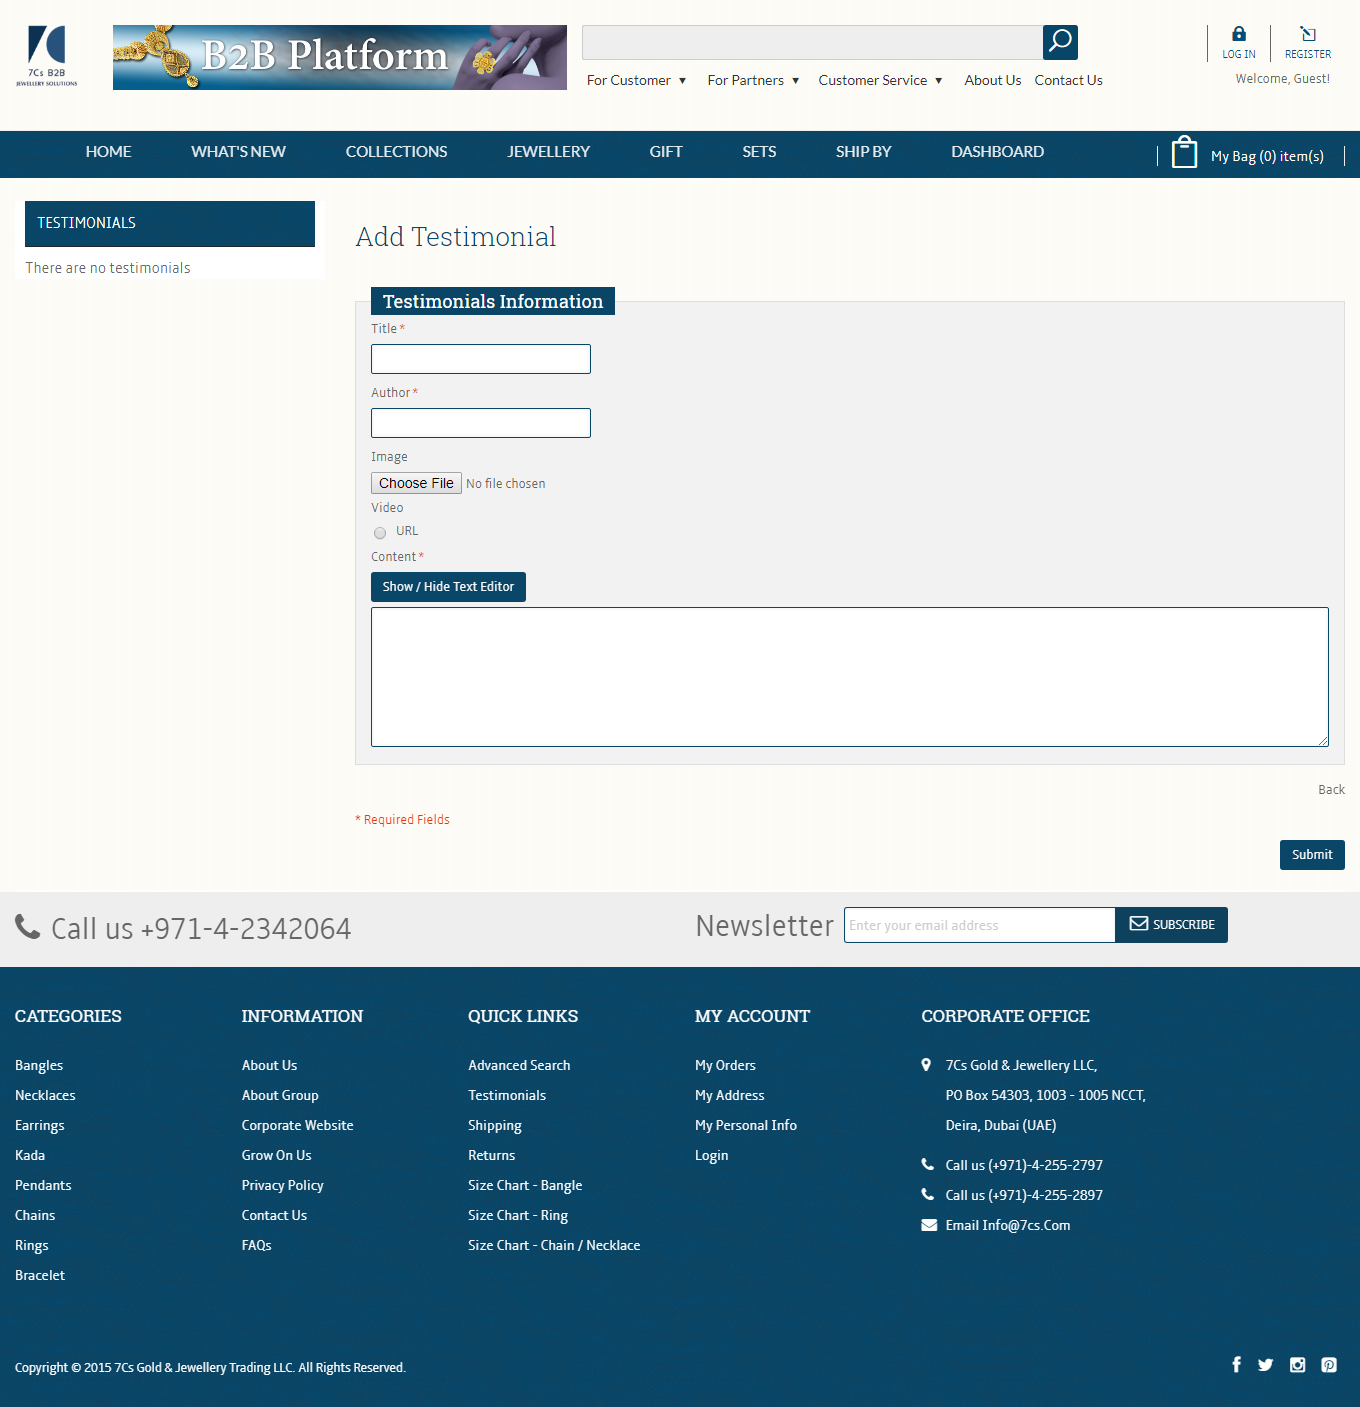 7Cs B2B
JEWELLERY SOLUTIONS
B2B Platform
For Customer ▼ For Partners ▼ Customer Service ▼ About Us Contact Us
LOG IN
REGISTER
Welcome, Guest!
HOME WHAT'S NEW COLLECTIONS JEWELLERY GIFT SETS SHIP BY DASHBOARD
My Bag (0) item(s)
TESTIMONIALS
There are no testimonials
Add Testimonial
Testimonials Information
Title *
Author *
Image
Choose File No file chosen
Video
URL
Content *
Show / Hide Text Editor
Back
* Required Fields
Submit
Call us +971-4-2342064
Newsletter
Enter your email address
SUBSCRIBE
CATEGORIES
Bangles
Necklaces
Earrings
Kada
Pendants
Chains
Rings
Bracelet
INFORMATION
About Us
About Group
Corporate Website
Grow On Us
Privacy Policy
Contact Us
FAQs
QUICK LINKS
Advanced Search
Testimonials
Shipping
Returns
Size Chart - Bangle
Size Chart - Ring
Size Chart - Chain / Necklace
MY ACCOUNT
My Orders
My Address
My Personal Info
Login
CORPORATE OFFICE
7Cs Gold & Jewellery LLC,
PO Box 54303, 1003 - 1005 NCCT,
Deira, Dubai (UAE)
Call us (+971)-4-255-2797
Call us (+971)-4-255-2897
Email Info@7cs.Com
Copyright © 2015 7Cs Gold & Jewellery Trading LLC. All Rights Reserved.